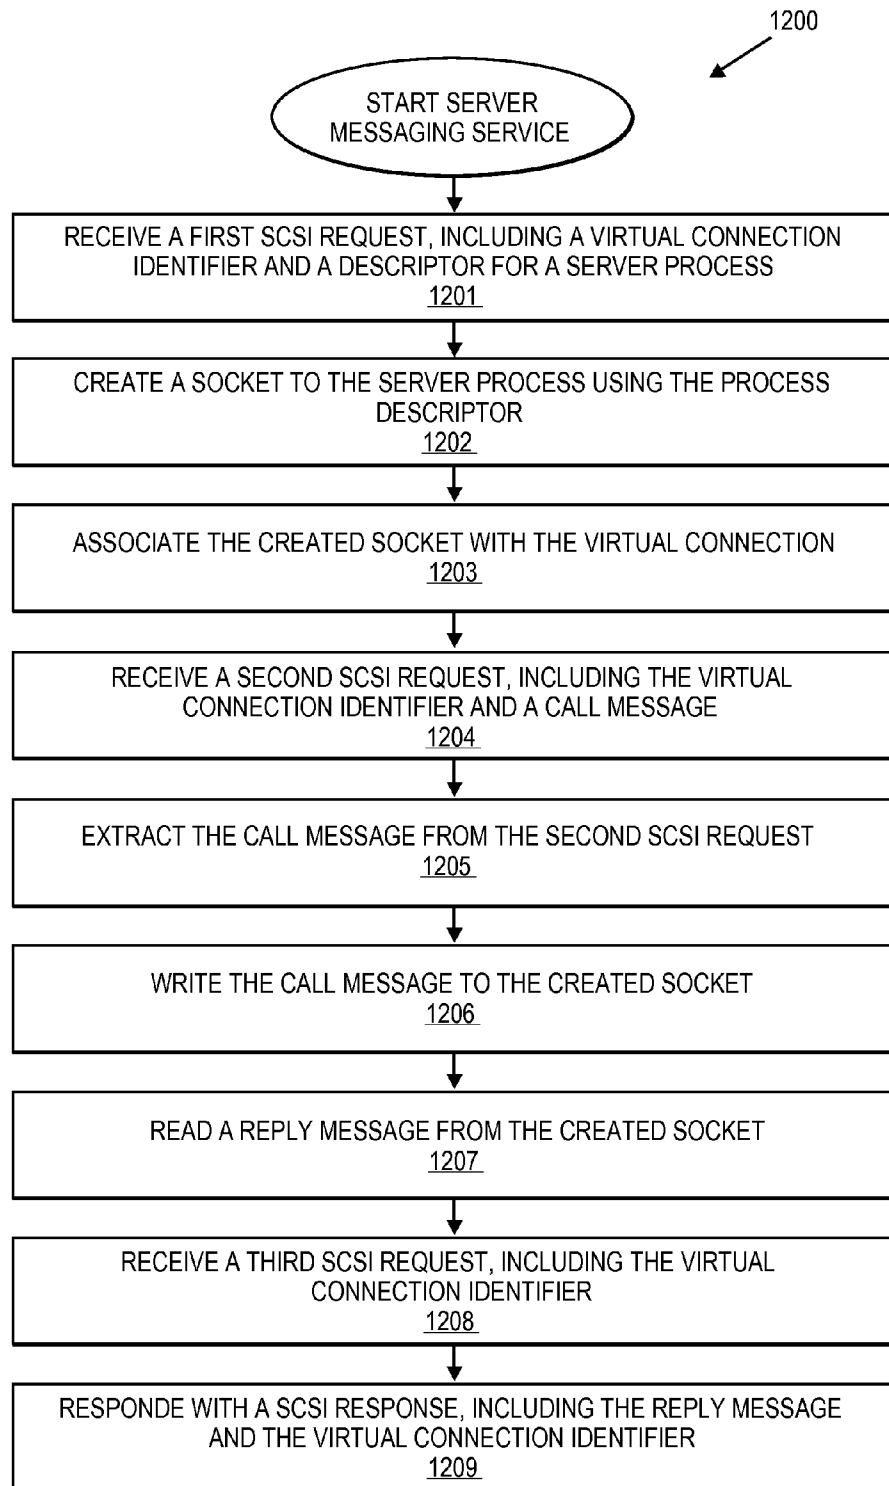 1200
START SERVER
MESSAGING SERVICE
RECEIVE A FIRST SCSI REQUEST, INCLUDING A VIRTUAL CONNECTION
IDENTIFIER AND A DESCRIPTOR FOR A SERVER PROCESS
1201
CREATE A SOCKET TO THE SERVER PROCESS USING THE PROCESS
DESCRIPTOR
1202
ASSOCIATE THE CREATED SOCKET WITH THE VIRTUAL CONNECTION
1203
RECEIVE A SECOND SCSI REQUEST, INCLUDING THE VIRTUAL
CONNECTION IDENTIFIER AND A CALL MESSAGE
1204
EXTRACT THE CALL MESSAGE FROM THE SECOND SCSI REQUEST
1205
WRITE THE CALL MESSAGE TO THE CREATED SOCKET
1206
READ A REPLY MESSAGE FROM THE CREATED SOCKET
1207
RECEIVE A THIRD SCSI REQUEST, INCLUDING THE VIRTUAL
CONNECTION IDENTIFIER
1208
RESPONDE WITH A SCSI RESPONSE, INCLUDING THE REPLY MESSAGE
AND THE VIRTUAL CONNECTION IDENTIFIER
1209